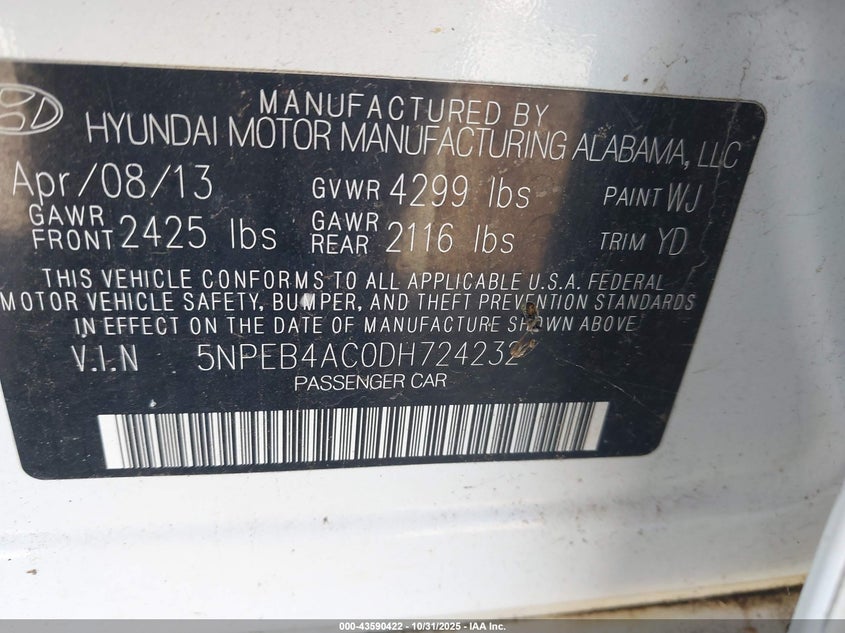 MANUFACTURED BY
HYUNDAI MOTOR MANUFACTURING ALABAMA, LLC
Apr/08/13 GVWR 4299 lbs PAINT WJ
GAWR FRONT 2425 lbs GAWR REAR 2116 lbs TRIM YD
THIS VEHICLE CONFORMS TO ALL APPLICABLE U.S.A. FEDERAL
MOTOR VEHICLE SAFETY, BUMPER, AND THEFT PREVENTION STANDARDS
IN EFFECT ON THE DATE OF MANUFACTURE SHOWN ABOVE
V.I.N 5NPEB4AC0DH724232
PASSENGER CAR
000-43590422 - 10/31/2025 - IAA Inc.